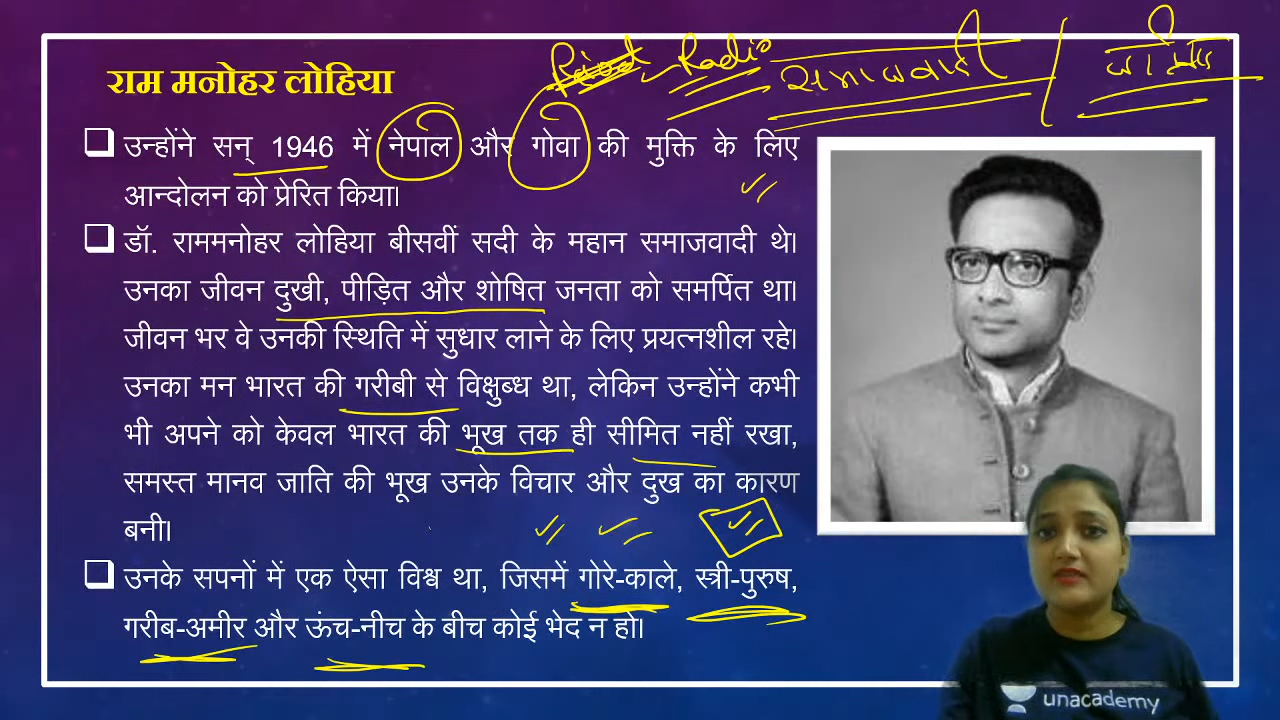 राम मनोहर लोहिया
Radio
समाजवादी /
उन्होंने सन् 1946 में नेपाल और गोवा की मुक्ति के लिए
आन्दोलन को प्रेरित किया।
डॉ. राममनोहर लोहिया बीसवीं सदी के महान समाजवादी थे।
उनका जीवन दुखी, पीड़ित और शोषित जनता को समर्पित था।
जीवन भर वे उनकी स्थिति में सुधार लाने के लिए प्रयत्नशील रहे।
उनका मन भारत की गरीबी से विक्षुब्ध था, लेकिन उन्होंने कभी
भी अपने को केवल भारत की भूख तक ही सीमित नहीं रखा,
समस्त मानव जाति की भूख उनके विचार और दुख का कारण
बनी।
उनके सपनों में एक ऐसा विश्व था, जिसमें गोरे-काले, स्त्री-पुरुष,
गरीब-अमीर और ऊंच-नीच के बीच कोई भेद न हो।
unacademy